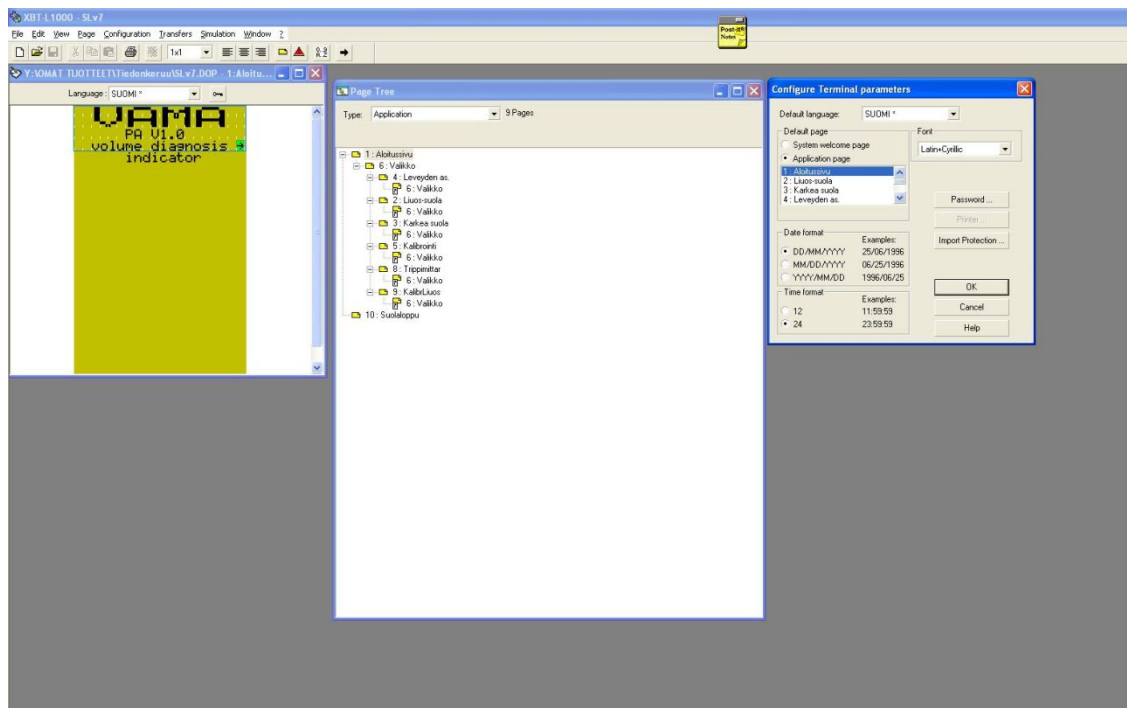 XBT-L1000 - SLv7
File Edit View Page Configuration Transfers Simulation Window ?
1x1
Post-it®
Notes
Y:\OMAT TUOTTEET\Tiedonkeruu\SLv7.DOP - 1:Aloitu...
Language : SUOMI *
VAMA
PA V1.0
volume diagnosis
indicator
Page Tree
Type: Application 9 Pages
1 : Aloitussivu
6 : Valikko
4 : Leveyden as.
6 : Valikko
2 : Liuos-suola
6 : Valikko
3 : Karkea suola
6 : Valikko
5 : Kalibrointi
6 : Valikko
8 : Trippimittar
6 : Valikko
9 : KalibrLiuos
6 : Valikko
10 : Suolaloppu
Configure Terminal parameters
Default language: SUOMI *
Default page
System welcome page
Application page
1 : Aloitussivu
2 : Liuos-suola
3 : Karkea suola
4 : Leveyden as.
Font
Latin+Cyrillic
Password ...
Printer ...
Import Protection ...
Date format
Examples:
DD/MM/YYYY 25/06/1996
MM/DD/YYYY 06/25/1996
YYYY/MM/DD 1996/06/25
Time format
Examples:
12 11:59:59
24 23:59:59
OK
Cancel
Help